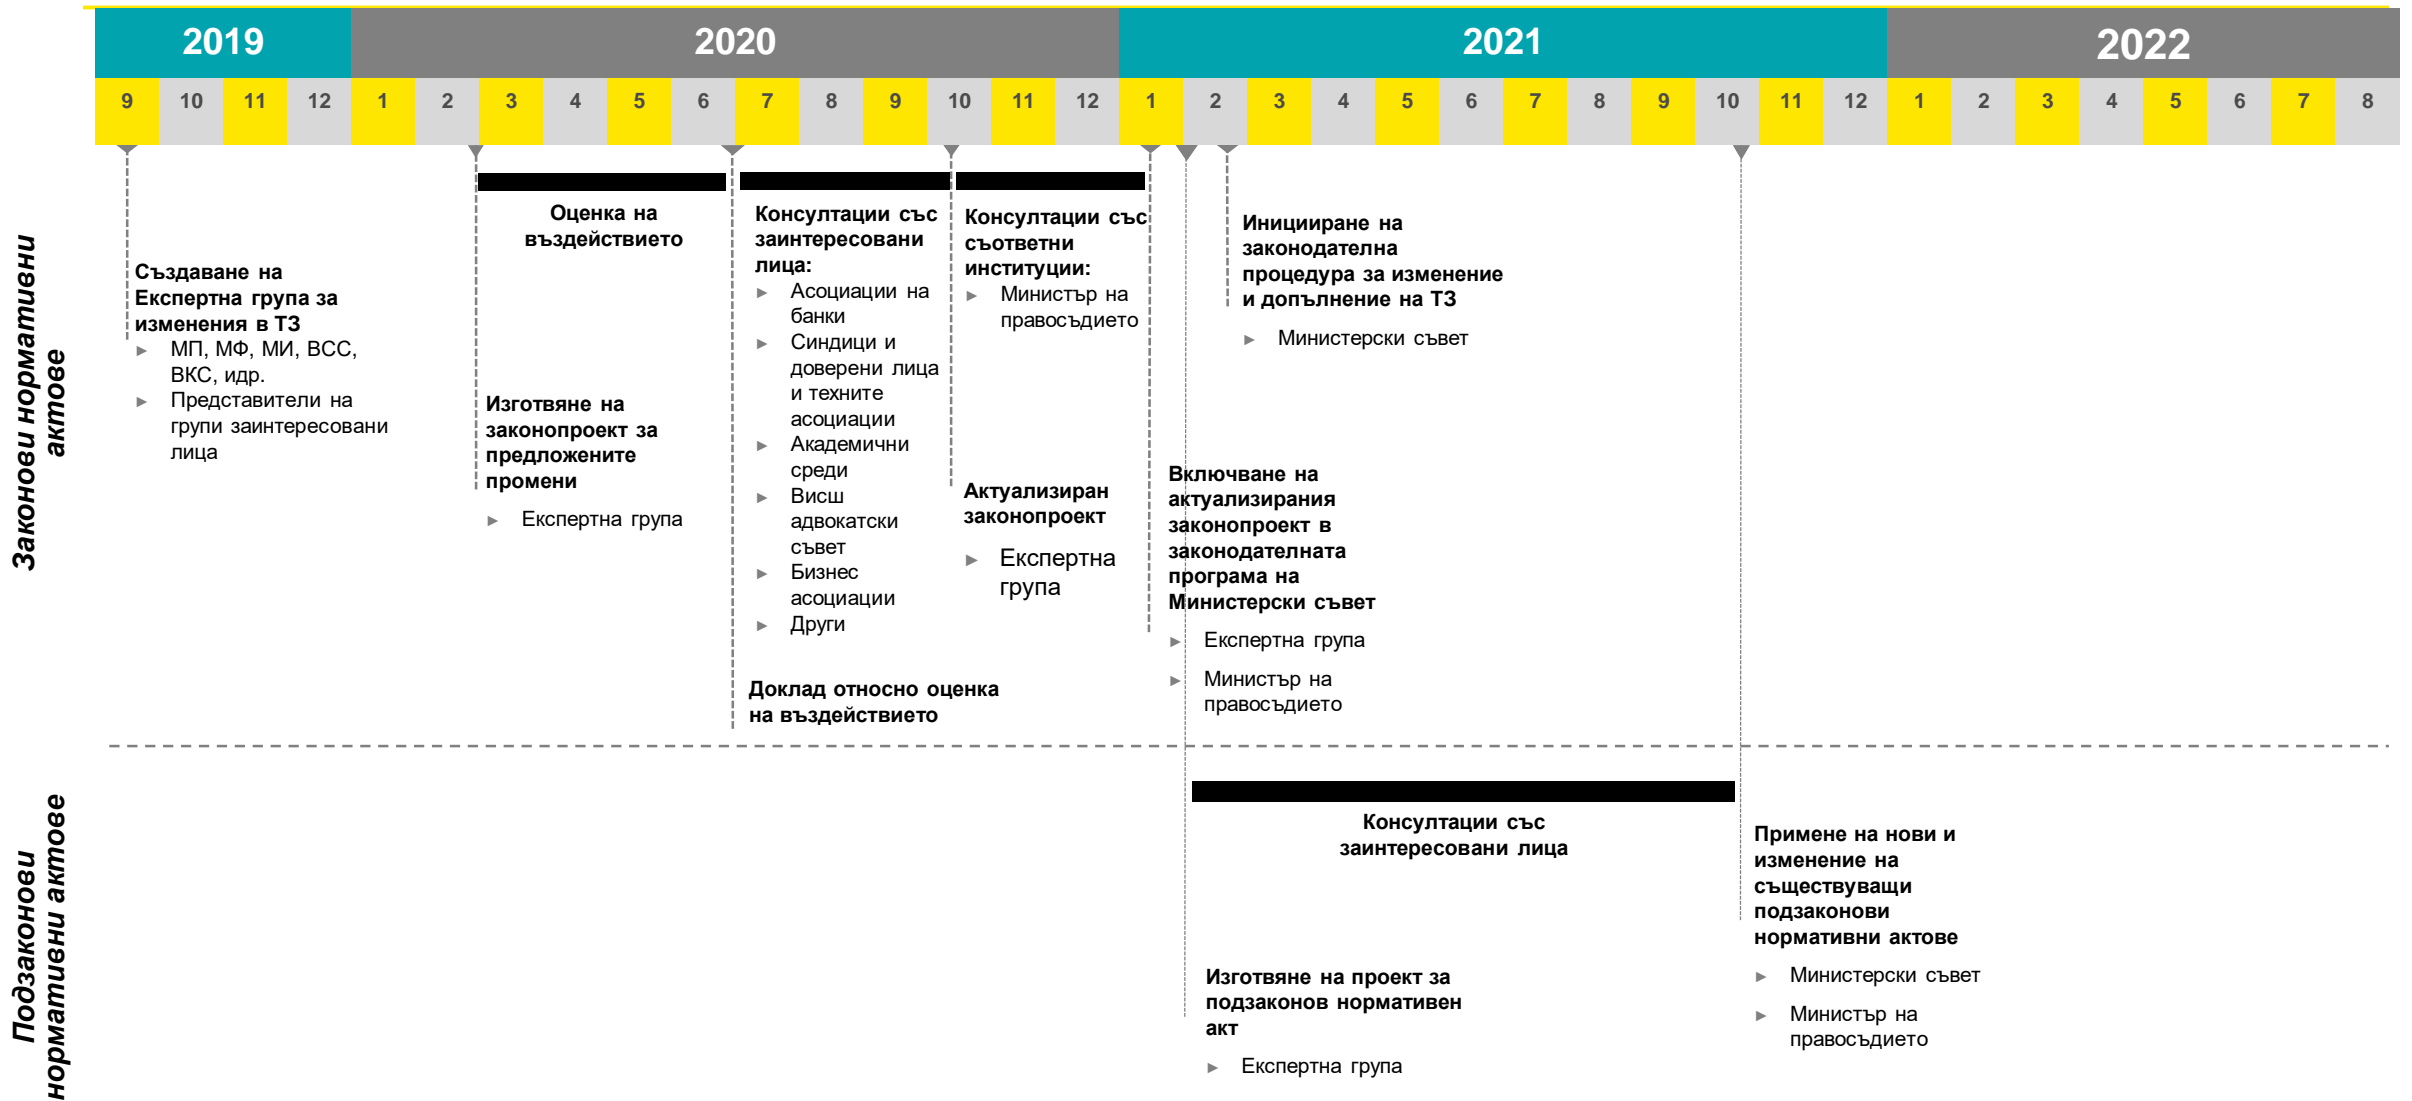 2019
2020
2021
2022
9 10 11 12 1 2 3 4 5 6 7 8 9 10 11 12 1 2 3 4 5 6 7 8 9 10 11 12 1 2 3 4 5 6 7 8
Законови нормативни
актове
Създаване на
Експертна група за
изменения в ТЗ
► МП, МФ, МИ, ВСС,
ВКС, идр.
► Представители на
групи заинтересовани
лица
Оценка на
въздействието
Изготвяне на
законопроект за
предложените
промени
► Експертна група
Консултации със
заинтересовани
лица:
► Асоциации на
банки
► Синдици и
доверени лица
и техните
асоциации
► Академични
среди
► Висш
адвокатски
съвет
► Бизнес
асоциации
► Други
Доклад относно оценка
на въздействието
Консултации със
съответни
институции:
► Министър на
правосъдието
Актуализиран
законопроект
► Експертна
група
Включване на
актуализирания
законопроект в
законодателната
програма на
Министерски съвет
► Експертна група
► Министър на
правосъдието
Иницииране на
законодателна
процедура за изменение
и допълнение на ТЗ
► Министерски съвет
Подзаконови
нормативни актове
Консултации със
заинтересовани лица
Изготвяне на проект за
подзаконов нормативен
акт
► Експертна група
Примене на нови и
изменение на
съществуващи
подзаконови
нормативни актове
► Министерски съвет
► Министър на
правосъдието